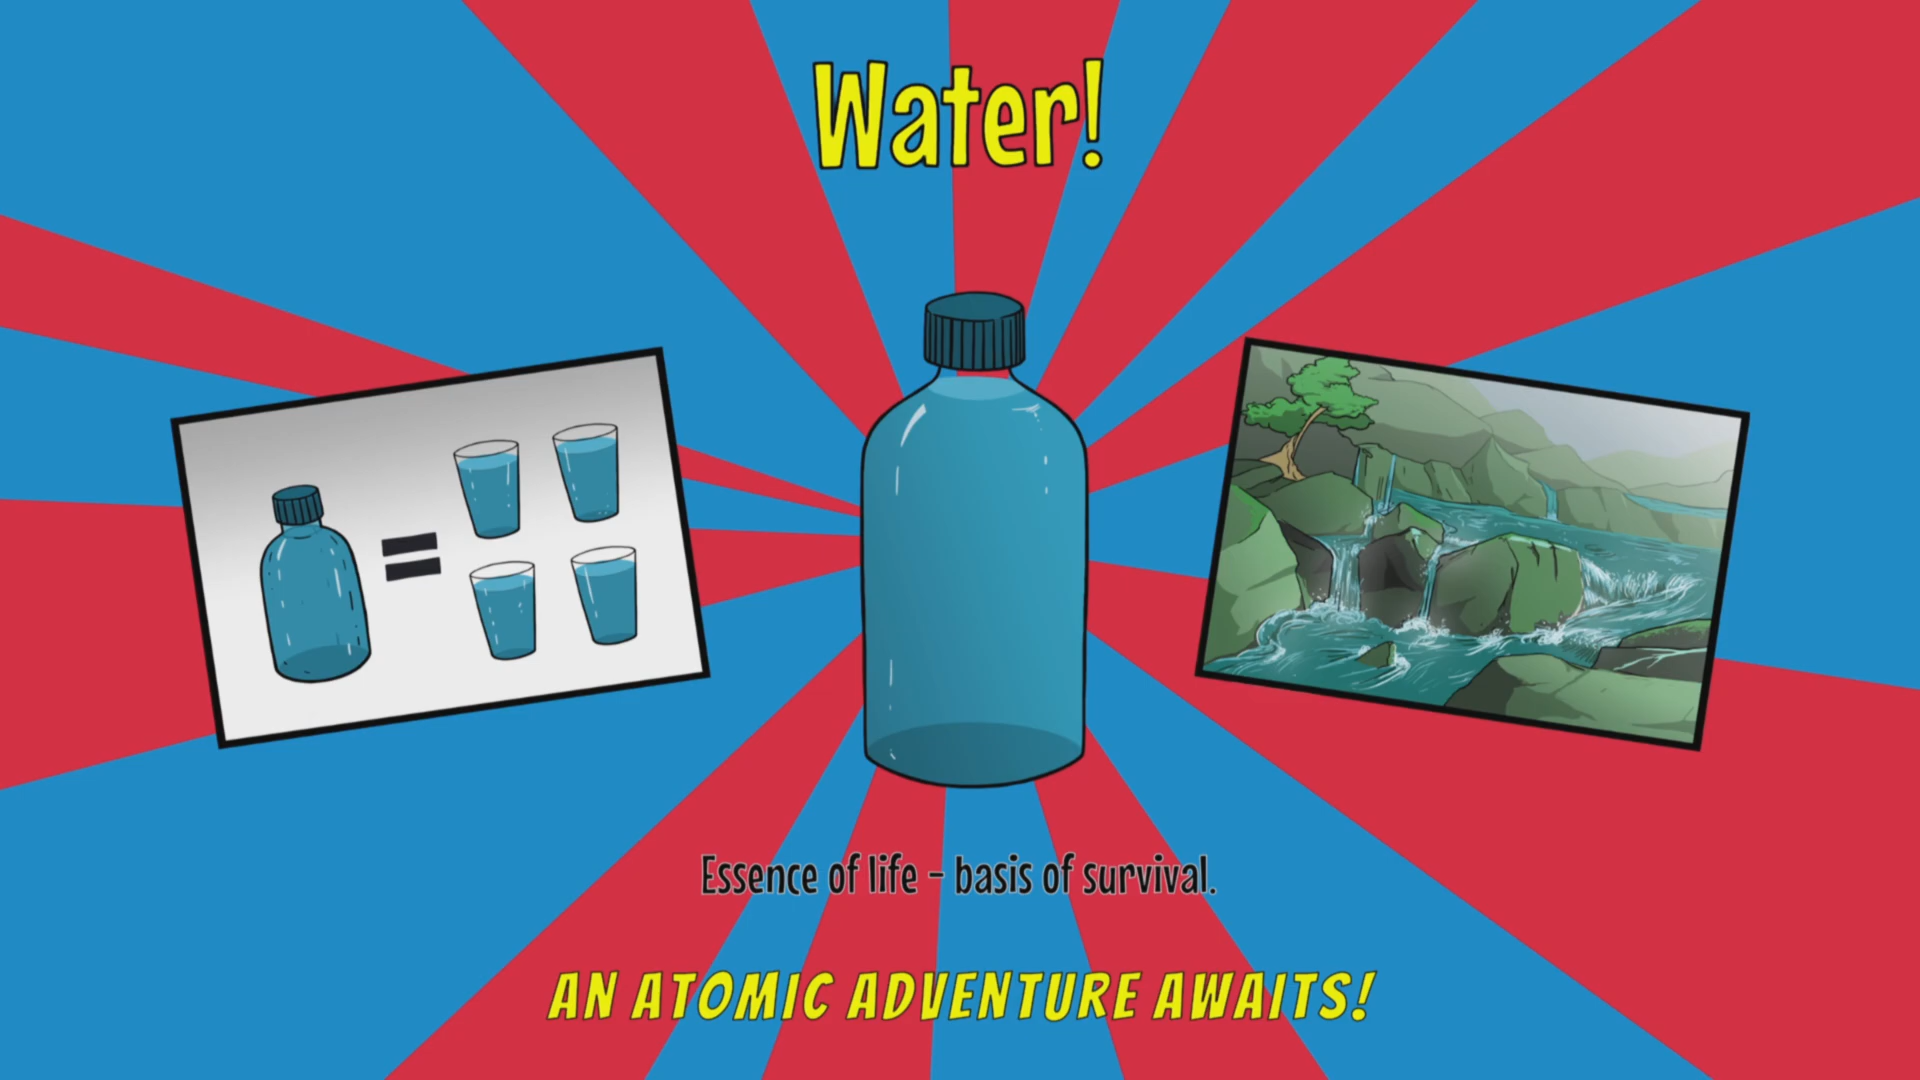 Water!
Essence of life - basis of survival.
AN ATOMIC ADVENTURE AWAITS!